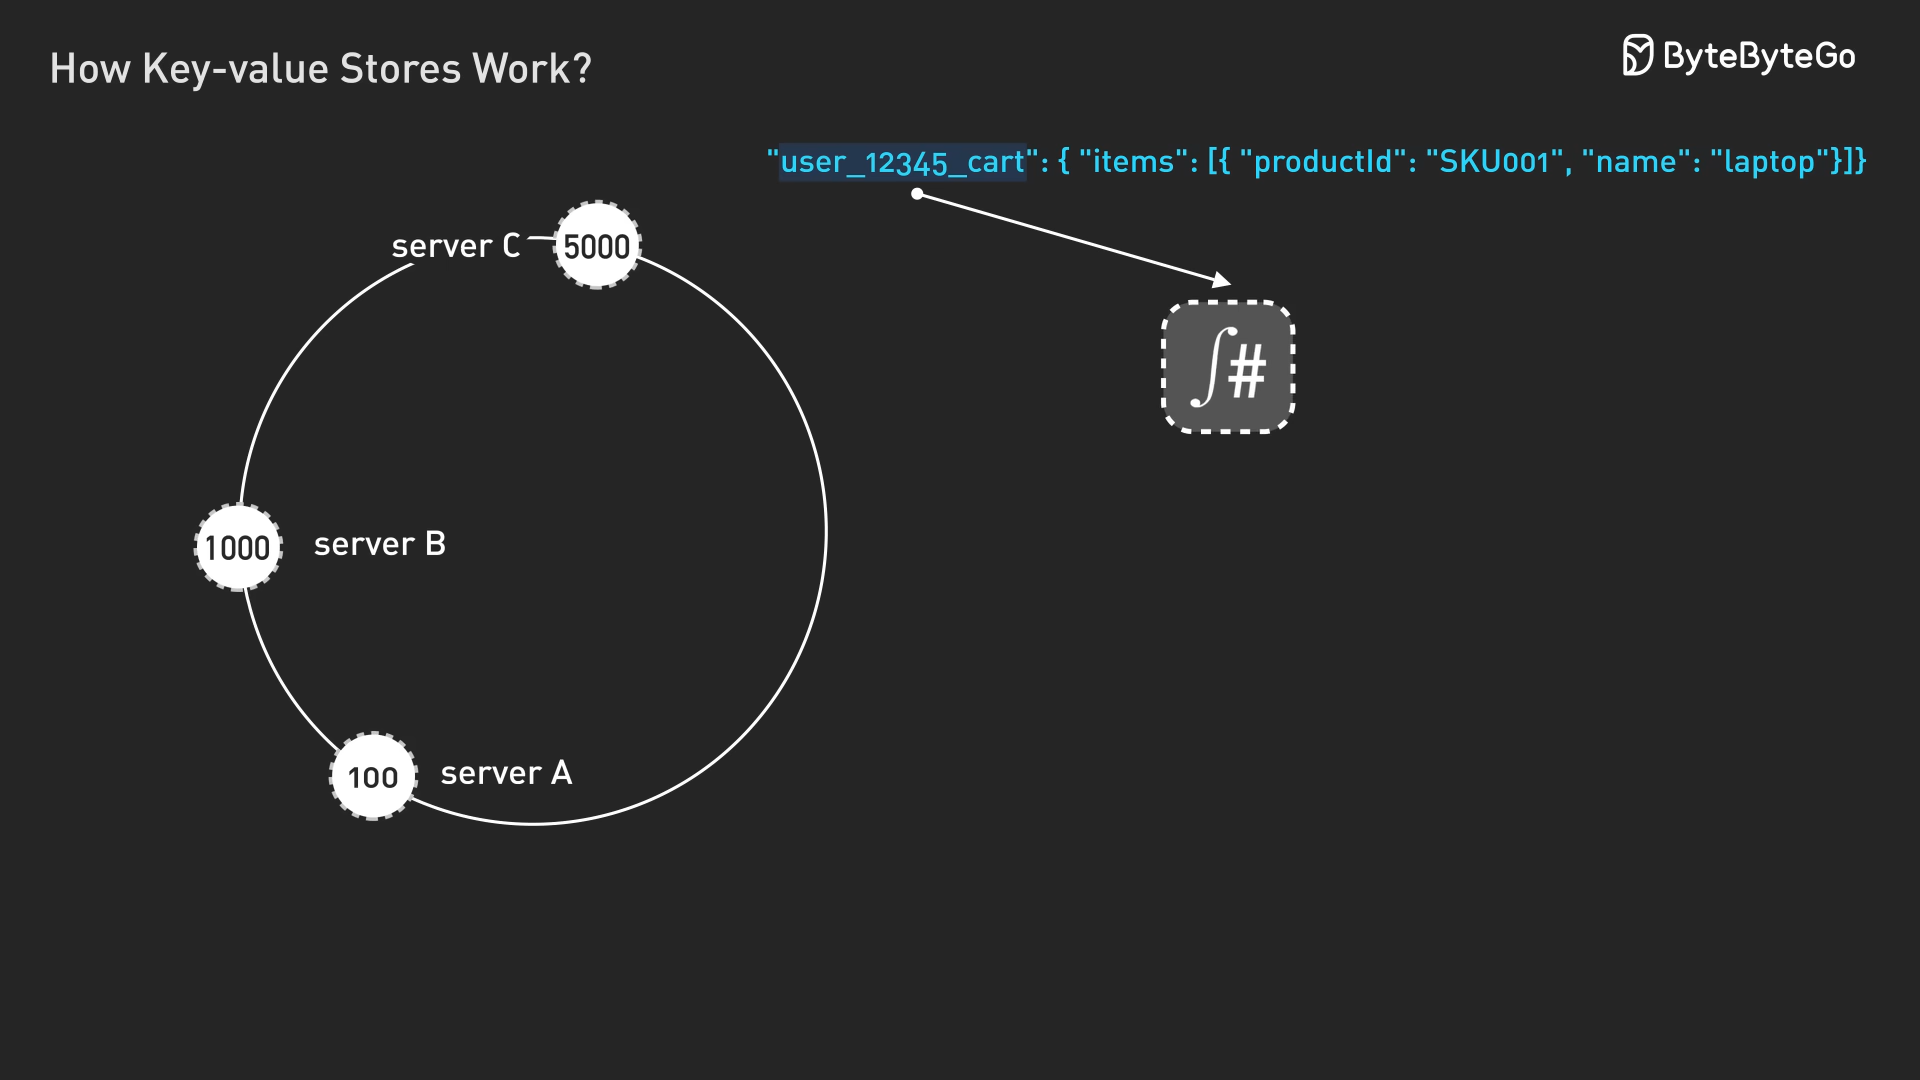 How Key-value Stores Work?
ByteByteGo
"user_12345_cart": { "items": [{ "productId": "SKU001", "name": "laptop"}]}
server C
5000
#
1000
server B
100
server A